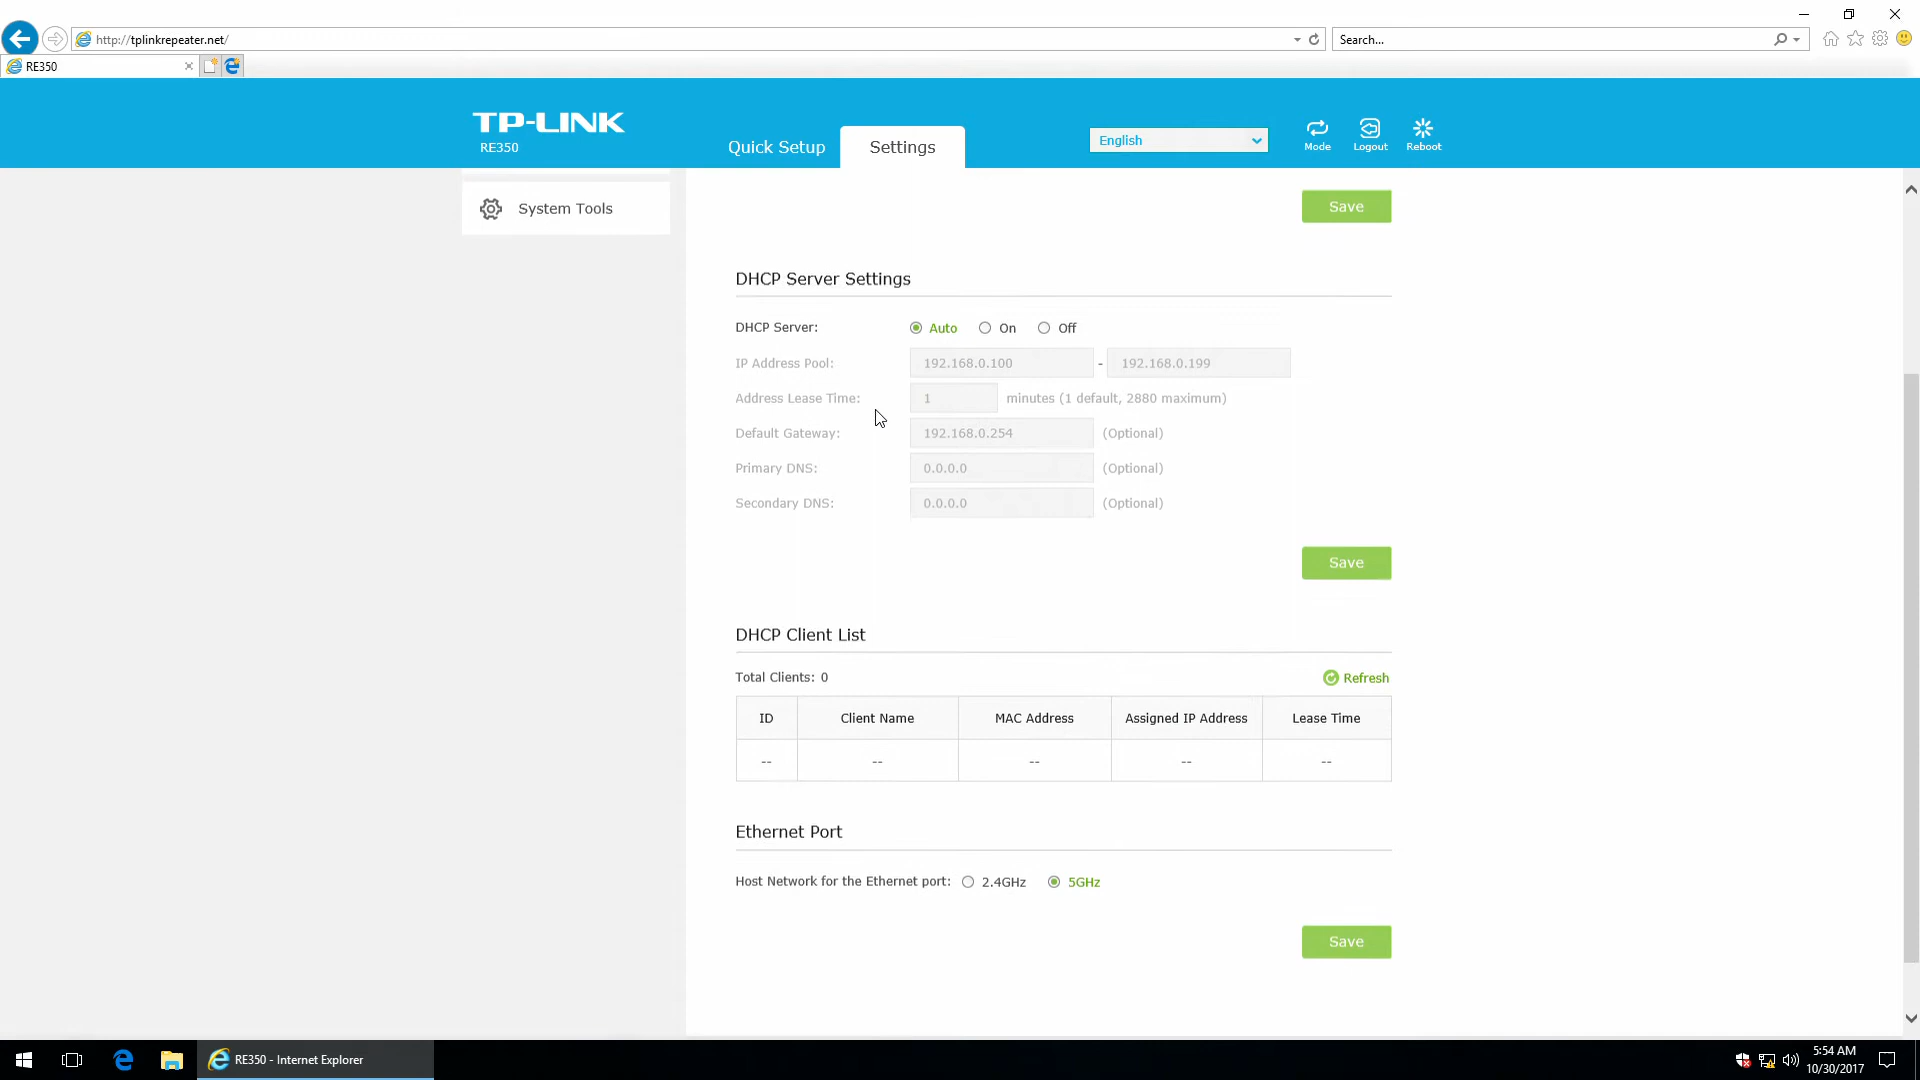 http://tplinkrepeater.net/
Search...
RE350
TP-LINK
RE350
Quick Setup
Settings
English
Mode
Logout
Reboot
System Tools
Save
DHCP Server Settings
DHCP Server: Auto On Off
IP Address Pool: 192.168.0.100 - 192.168.0.199
Address Lease Time: 1 minutes (1 default, 2880 maximum)
Default Gateway: 192.168.0.254 (Optional)
Primary DNS: 0.0.0.0 (Optional)
Secondary DNS: 0.0.0.0 (Optional)
Save
DHCP Client List
Total Clients: 0 Refresh
ID Client Name MAC Address Assigned IP Address Lease Time
-- -- -- -- --
Ethernet Port
Host Network for the Ethernet port: 2.4GHz 5GHz
Save
RE350 - Internet Explorer
5:54 AM
10/30/2017